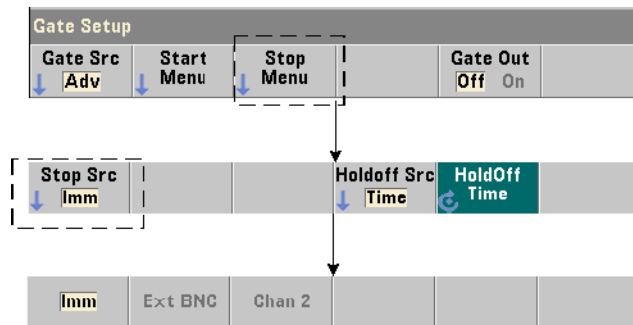 Gate Setup
Gate Src Start Stop Gate Out
Adv Menu Menu Off On
Stop Src Holdoff Src HoldOff
Imm Time Time
Imm Ext BNC Chan 2